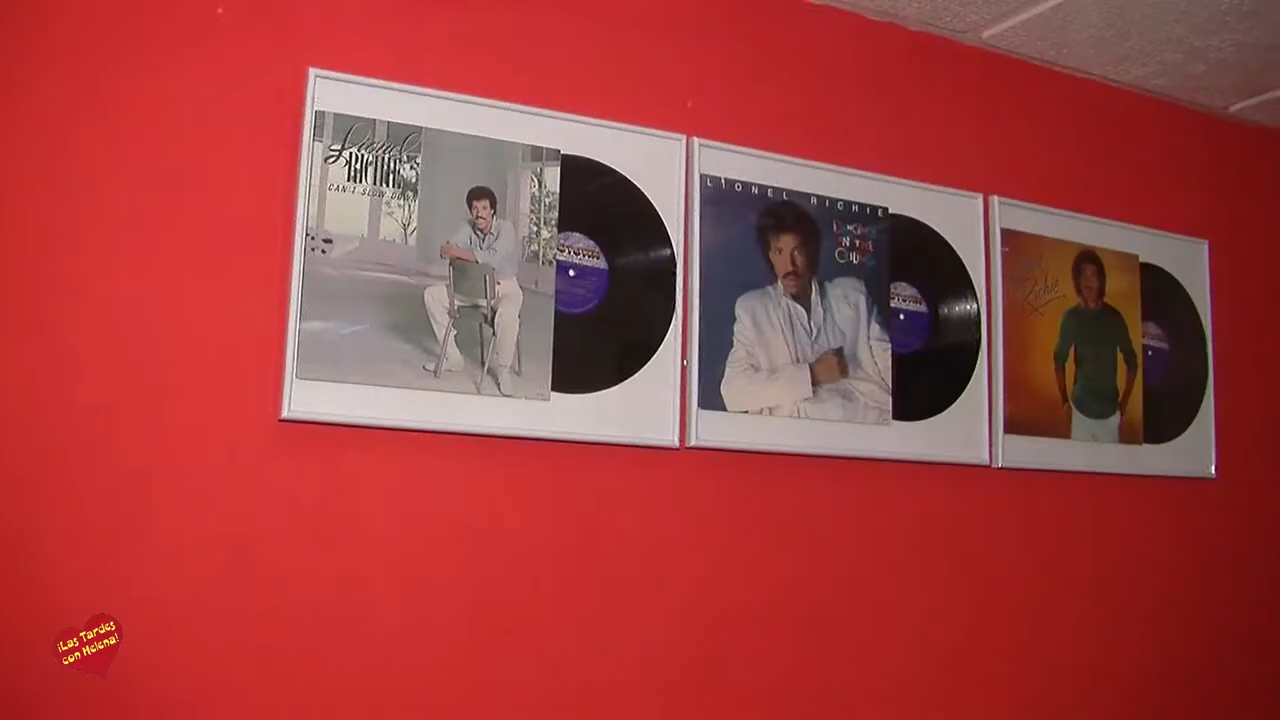 Lionel
RICHIE
CAN'T SLOW DOWN
LIONEL RICHIE
DANCING
ON THE
CEILING
Richie
¡Las Tardes
con Helena!